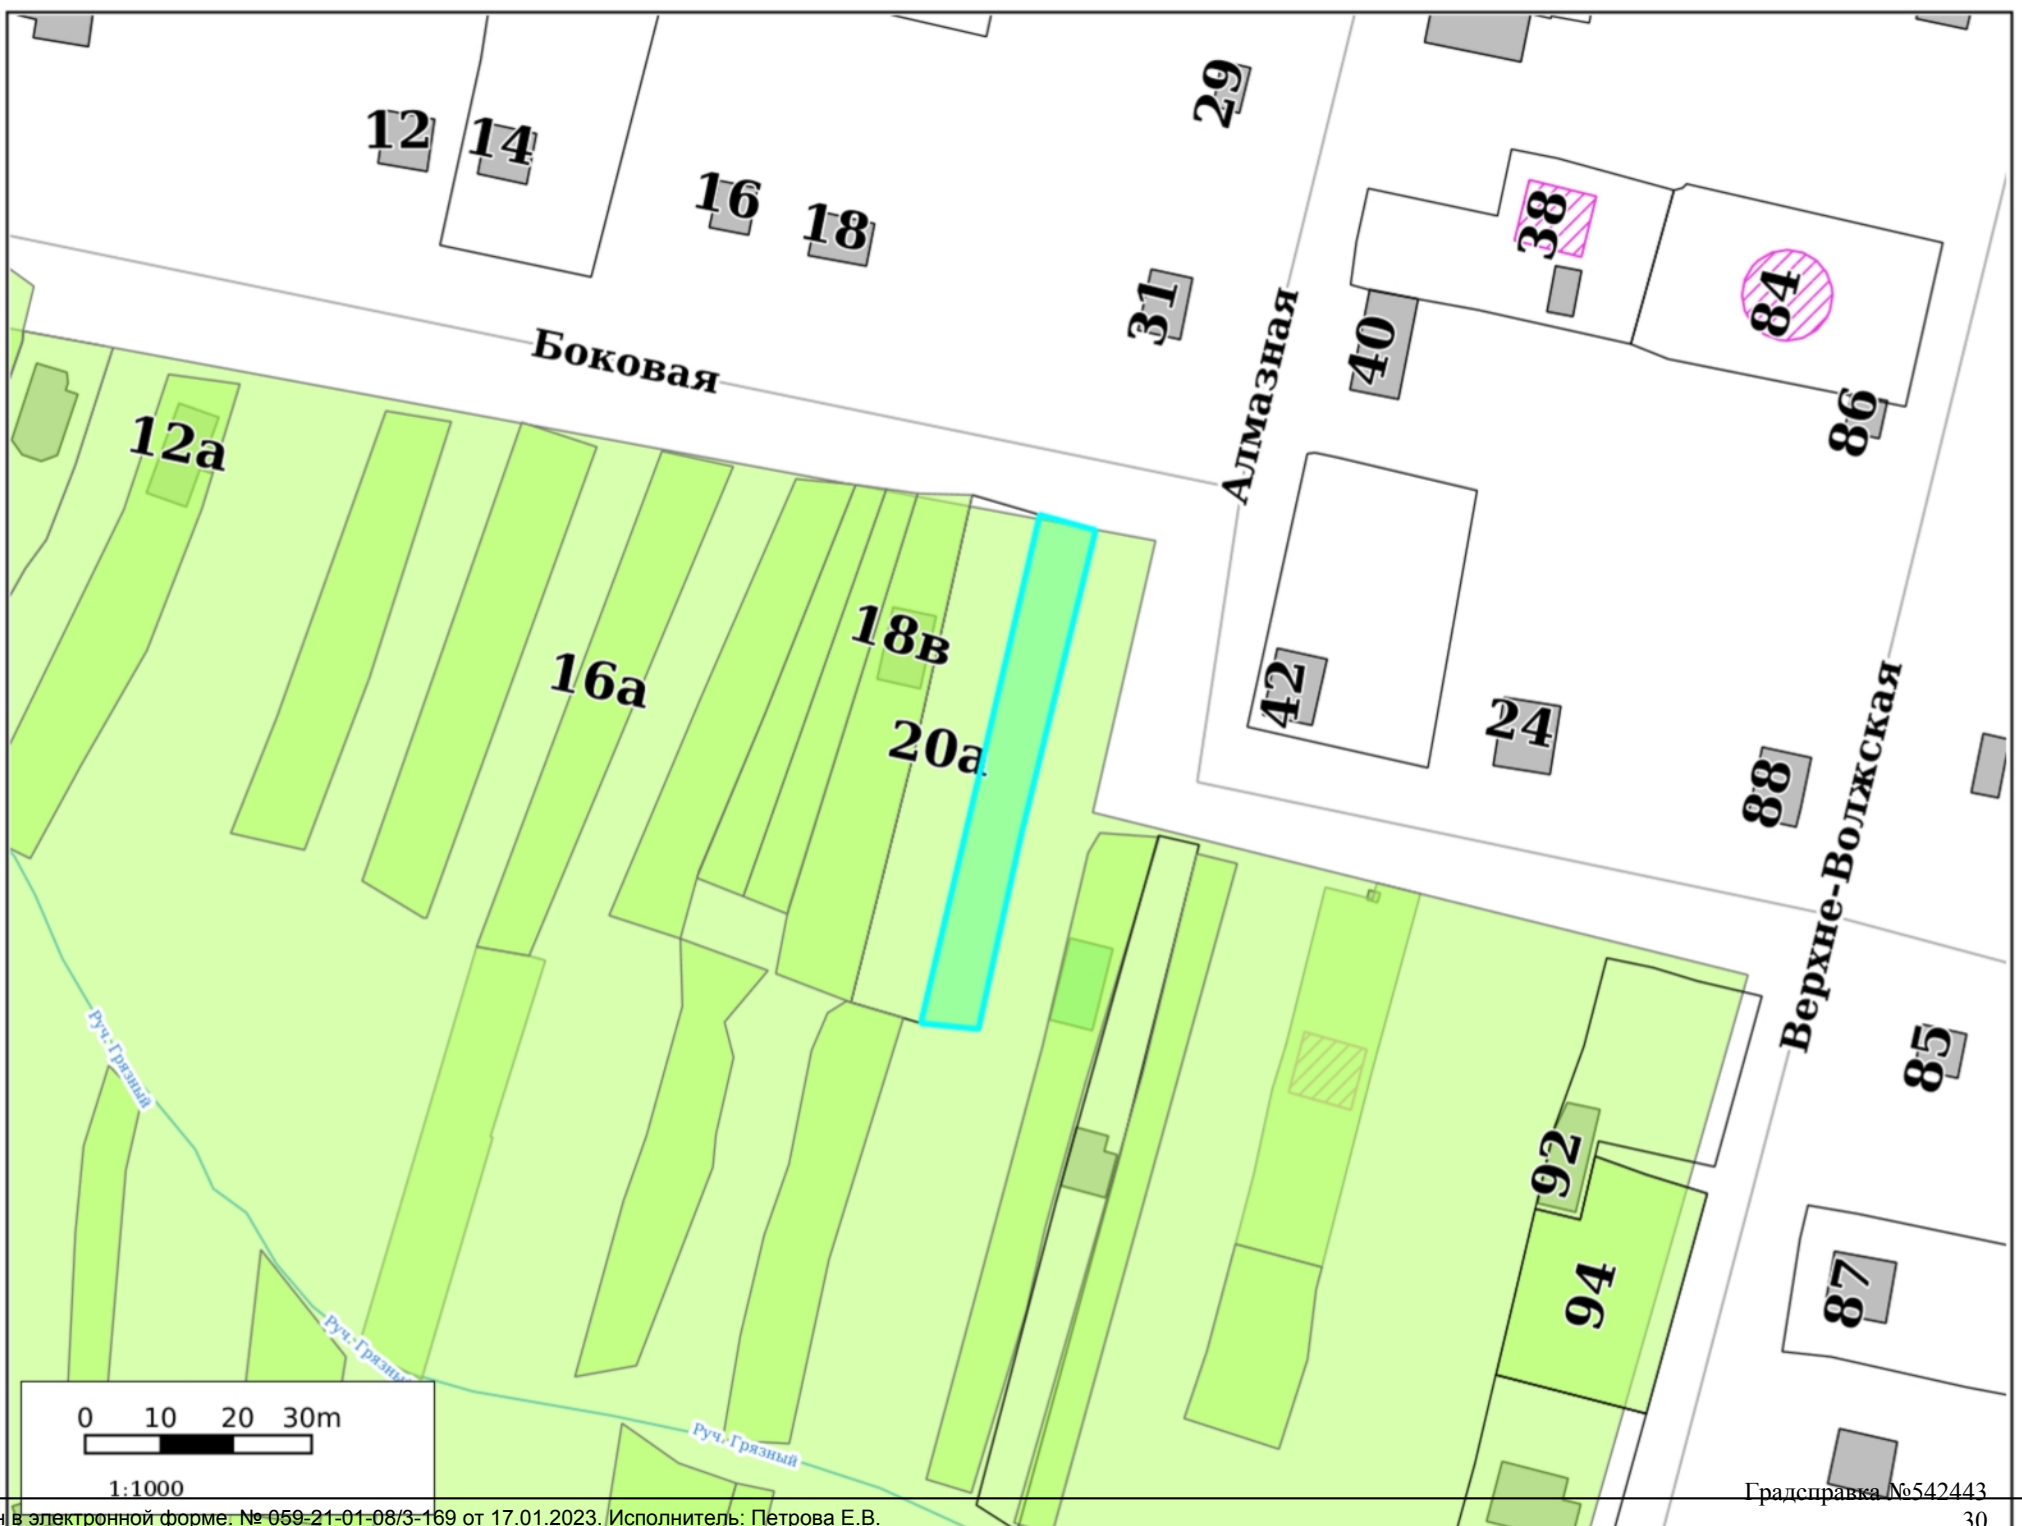 29
12
14
16
18
38
84
31
40
86
Боковая
Алмазная
12а
18в
16а
20а
42
24
88
Верхне-Волжская
Руч. Грязный
85
92
94
87
Руч. Грязный
Руч. Грязный
0 10 20 30m
1:1000
Градсправка №542443
в электронной форме. № 059-21-01-08/3-169 от 17.01.2023. Исполнитель: Петрова Е.В.
30